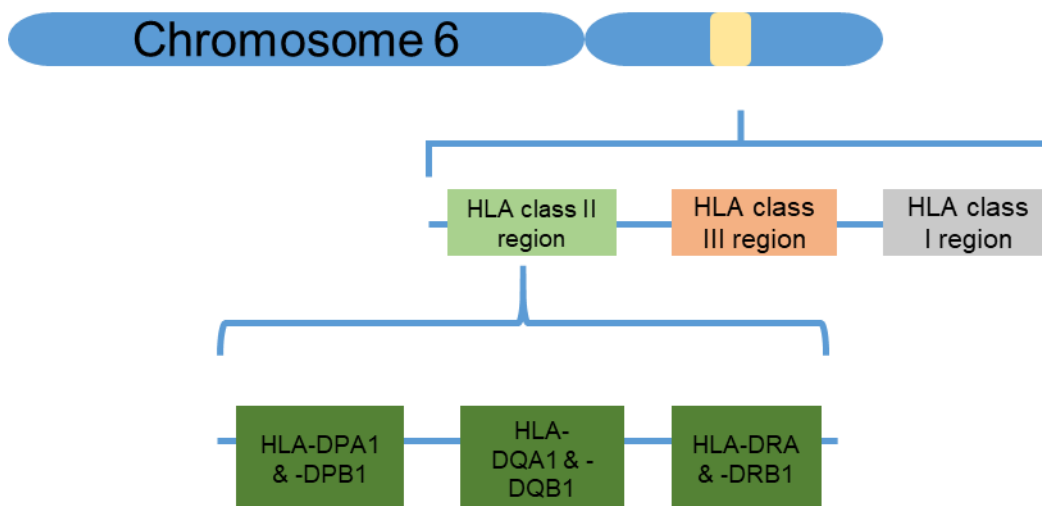 Chromosome 6
HLA class II
region
HLA class
III region
HLA class
I region
HLA-DPA1
& -DPB1
HLA-
DQA1 & -
DQB1
HLA-DRA
& -DRB1